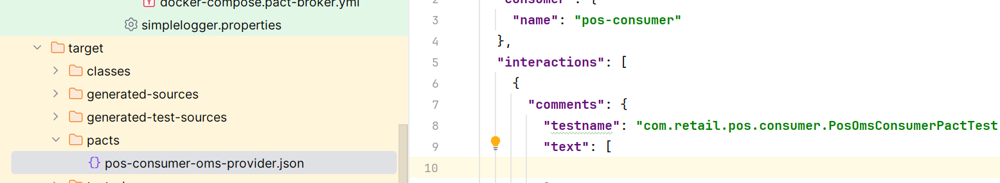 docker-compose.pact-broker.yml
simplelogger.properties
target
classes
generated-sources
generated-test-sources
pacts
pos-consumer-oms-provider.json
2 "consumer": {
3 "name": "pos-consumer"
4 },
5 "interactions": [
6 {
7 "comments": {
8 "testname": "com.retail.pos.consumer.PosOmsConsumerPactTest
9 "text": [
10